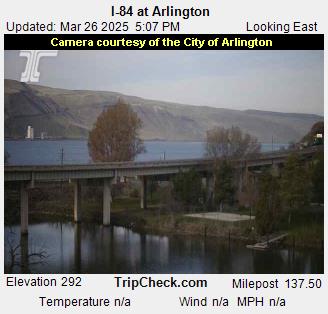 I-84 at Arlington
Updated: Mar 26 2025 5:07 PM Looking East
Camera courtesy of the City of Arlington
Elevation 292 TripCheck.com Milepost 137.50
Temperature n/a Wind n/a MPH n/a